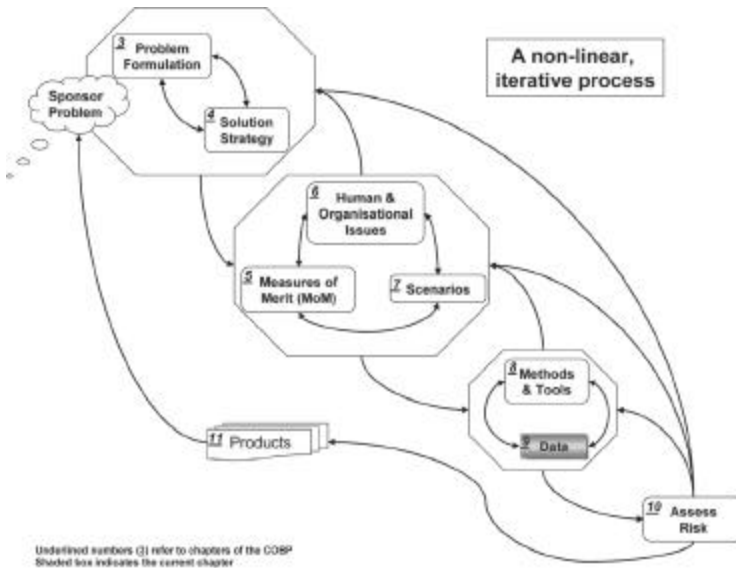 A non-linear,
iterative process
Sponsor
Problem
3
Problem
Formulation
4
Solution
Strategy
6
Human &
Organisational
Issues
5
Measures of
Merit (MoM)
7
Scenarios
8
Methods
& Tools
9
Data
10
Assess
Risk
11
Products
Underlined numbers (3) refer to chapters of the COBP
Shaded box indicates the current chapter